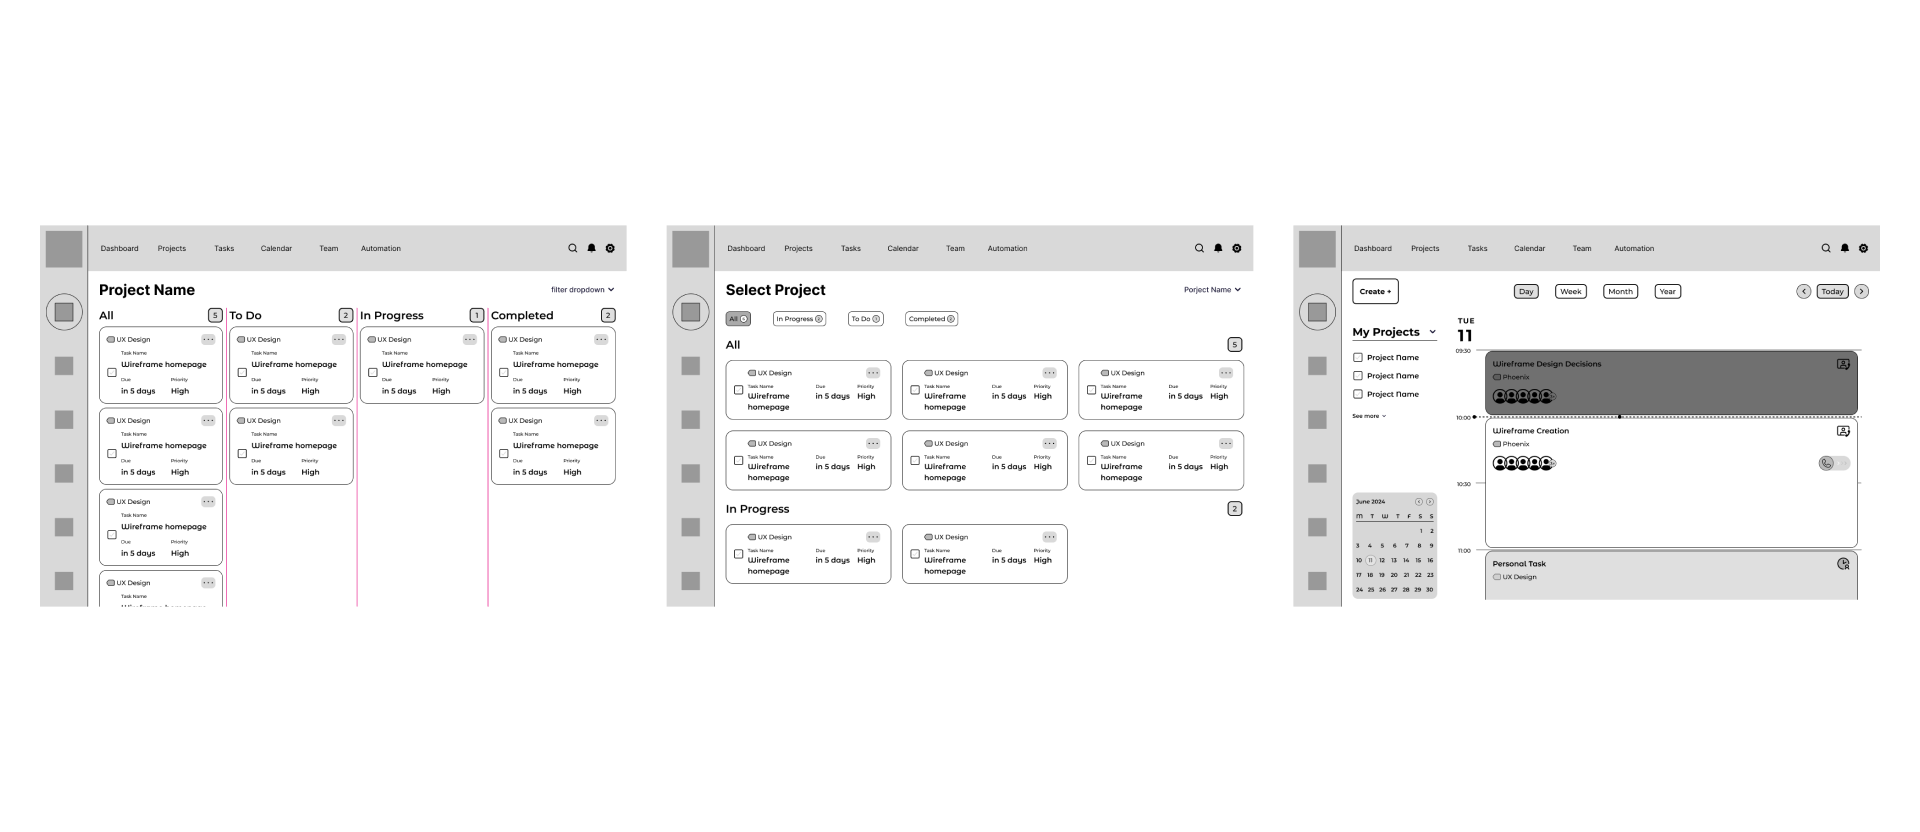 Dashboard Projects Tasks Calendar Team Automation
Project Name
filter dropdown
All 5
UX Design
Task Name
Wireframe homepage
Due Priority
in 5 days High
UX Design
Task Name
Wireframe homepage
Due Priority
in 5 days High
UX Design
Task Name
Wireframe homepage
Due Priority
in 5 days High
UX Design
Task Name
Wireframe homepage
To Do 2
UX Design
Task Name
Wireframe homepage
Due Priority
in 5 days High
UX Design
Task Name
Wireframe homepage
Due Priority
in 5 days High
In Progress 1
UX Design
Task Name
Wireframe homepage
Due Priority
in 5 days High
Completed 2
UX Design
Task Name
Wireframe homepage
Due Priority
in 5 days High
UX Design
Task Name
Wireframe homepage
Due Priority
in 5 days High
Dashboard Projects Tasks Calendar Team Automation
Select Project
Porject Name
All In Progress To Do Completed
All 5
UX Design
Task Name Due Priority
Wireframe homepage in 5 days High
UX Design
Task Name Due Priority
Wireframe homepage in 5 days High
UX Design
Task Name Due Priority
Wireframe homepage in 5 days High
UX Design
Task Name Due Priority
Wireframe homepage in 5 days High
UX Design
Task Name Due Priority
Wireframe homepage in 5 days High
UX Design
Task Name Due Priority
Wireframe homepage in 5 days High
In Progress 2
UX Design
Task Name Due Priority
Wireframe homepage in 5 days High
UX Design
Task Name Due Priority
Wireframe homepage in 5 days High
Dashboard Projects Tasks Calendar Team Automation
Create +
Day Week Month Year
Today
My Projects
Project Name
Project Name
Project Name
See more
June 2024
M T W T F S S
1 2
3 4 5 6 7 8 9
10 11 12 13 14 15 16
17 18 19 20 21 22 23
24 25 26 27 28 29 30
TUE
11
09:30
Wireframe Design Decisions
Phoenix
10:00
Wireframe Creation
Phoenix
10:30
11:00
Personal Task
UX Design